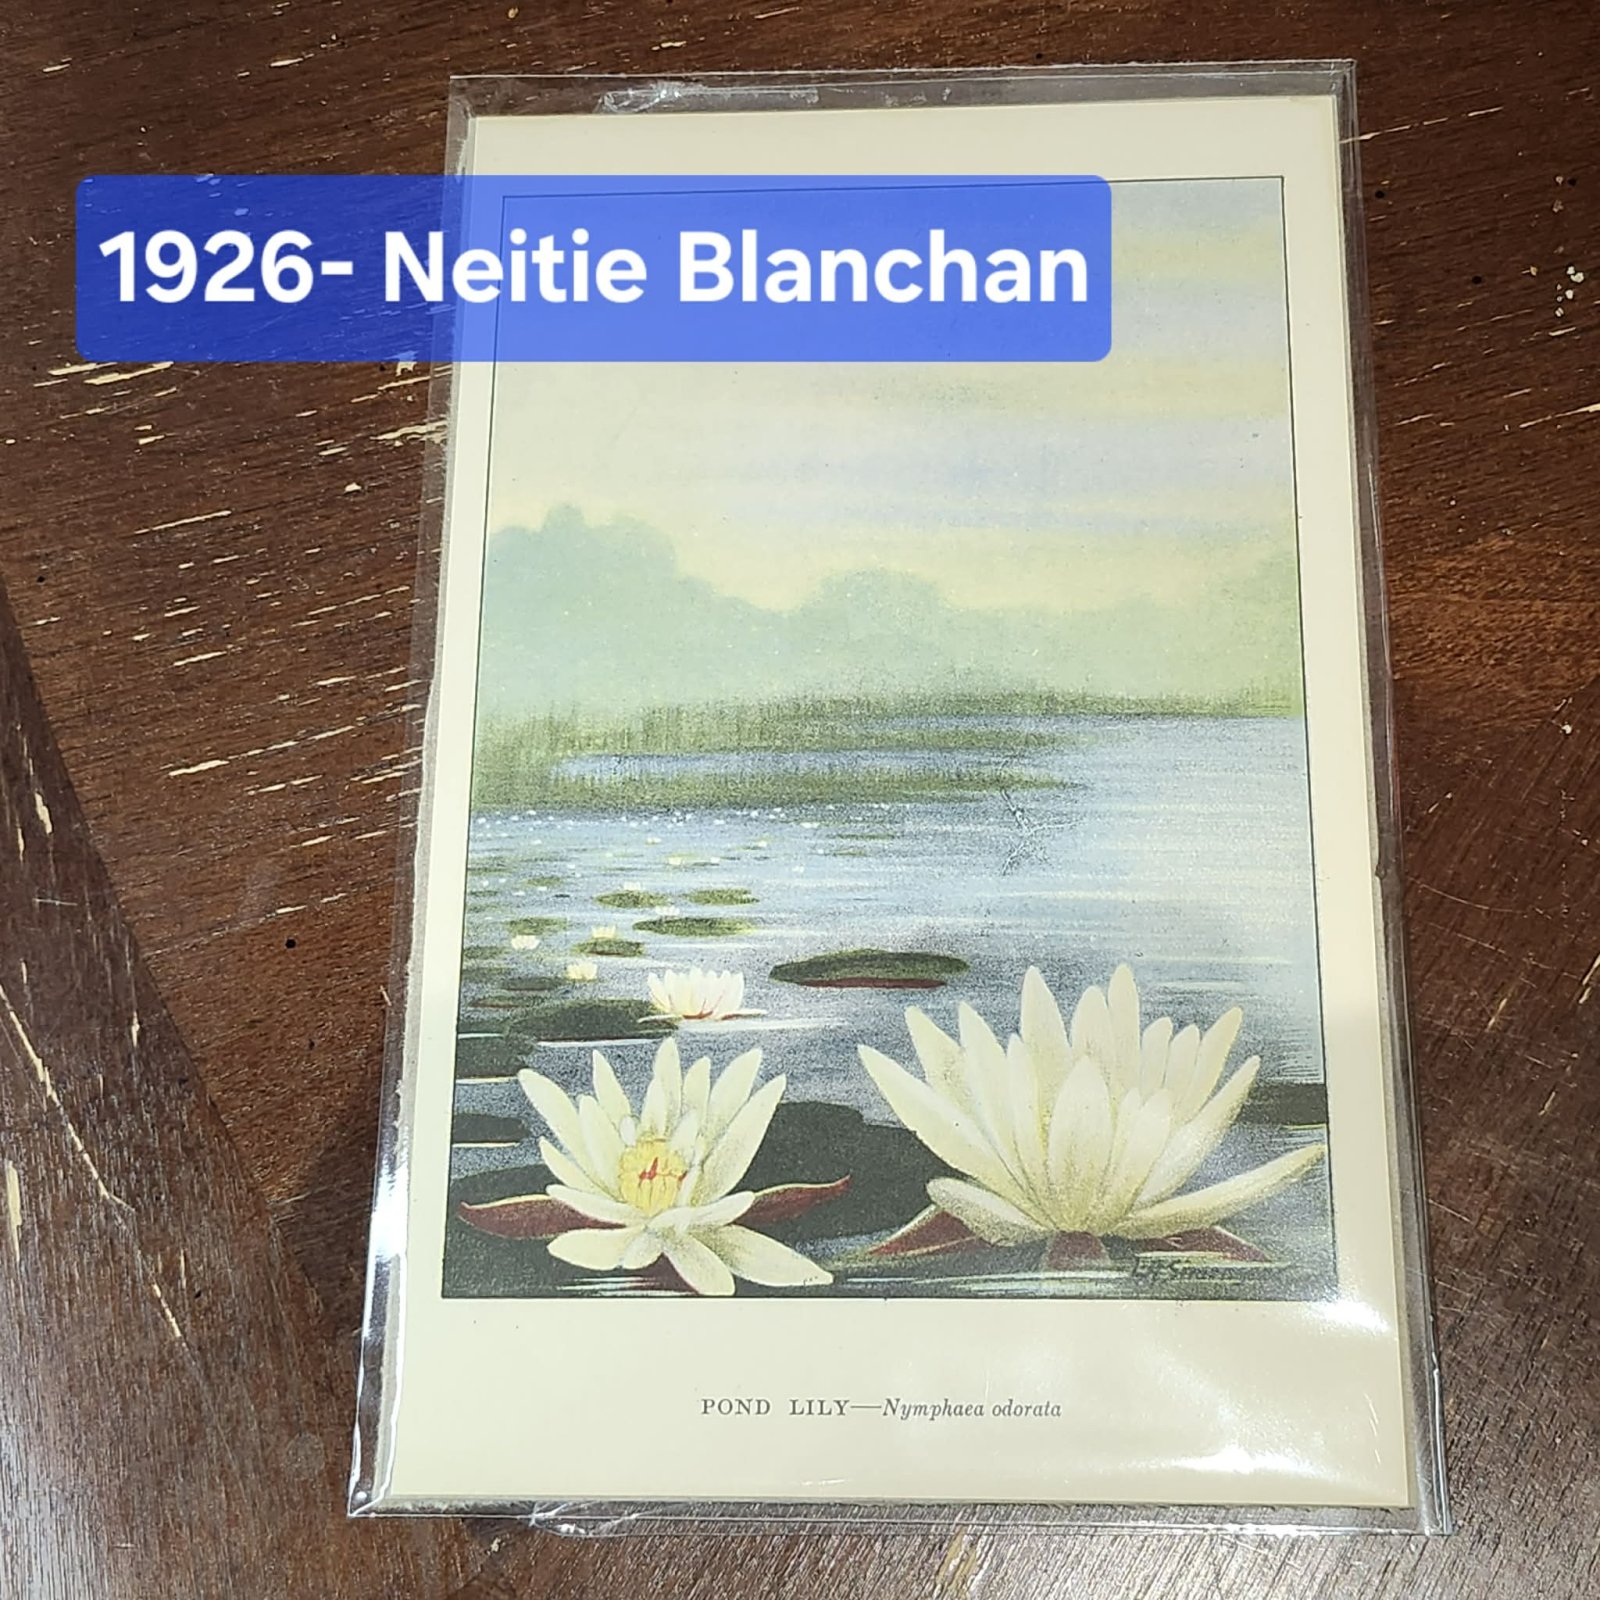 1926- Neitie Blanchan
POND LILY—Nymphaea odorata